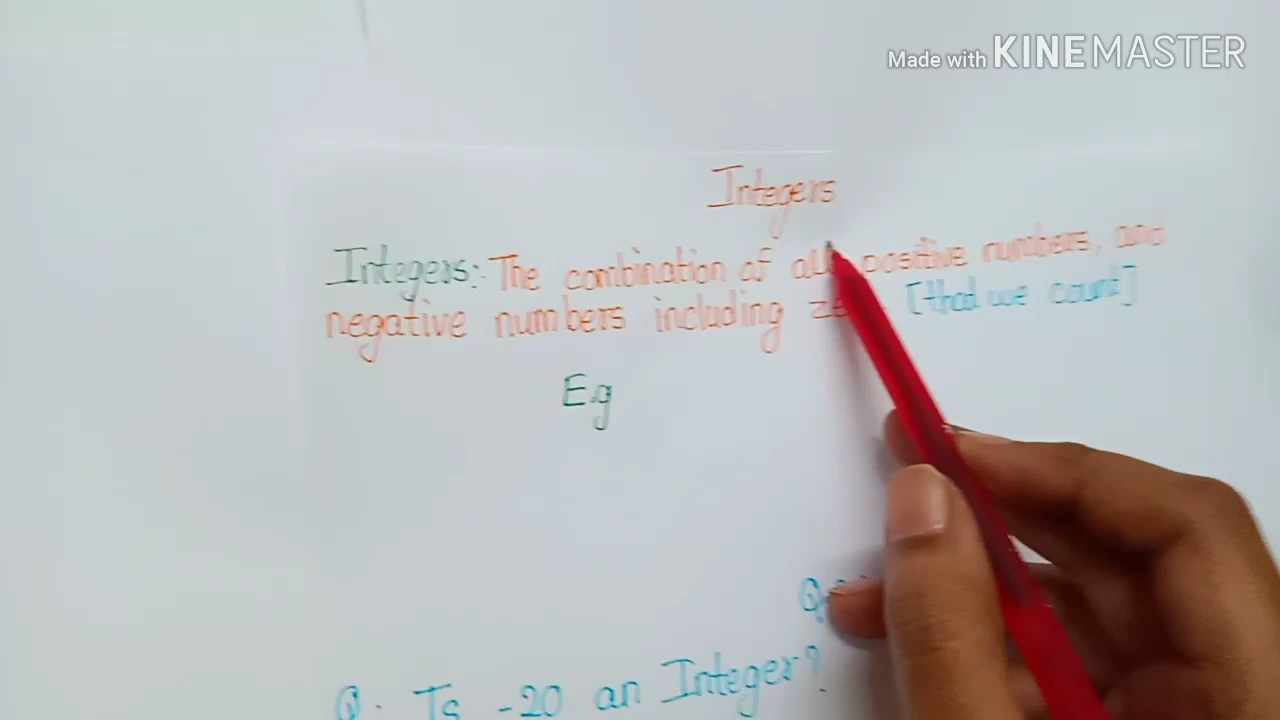 Made with KINEMASTER
Integers
Integers:- The combination of all positive numbers, and
negative numbers including [that we count]
E.g
Q. Is -20 an Integer?